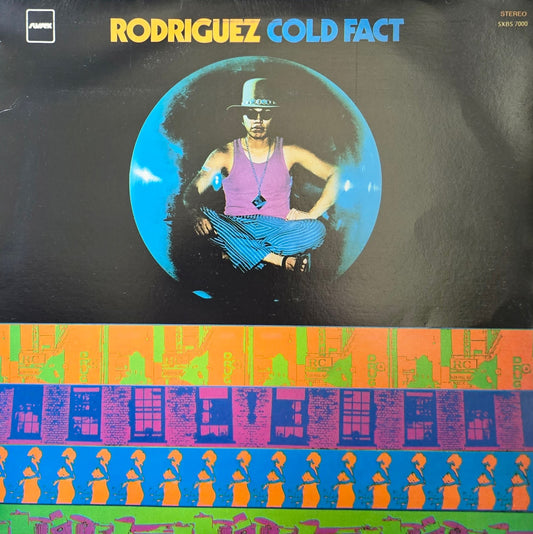 RODRIGUEZ COLD FACT
STEREO
SXBS 7000